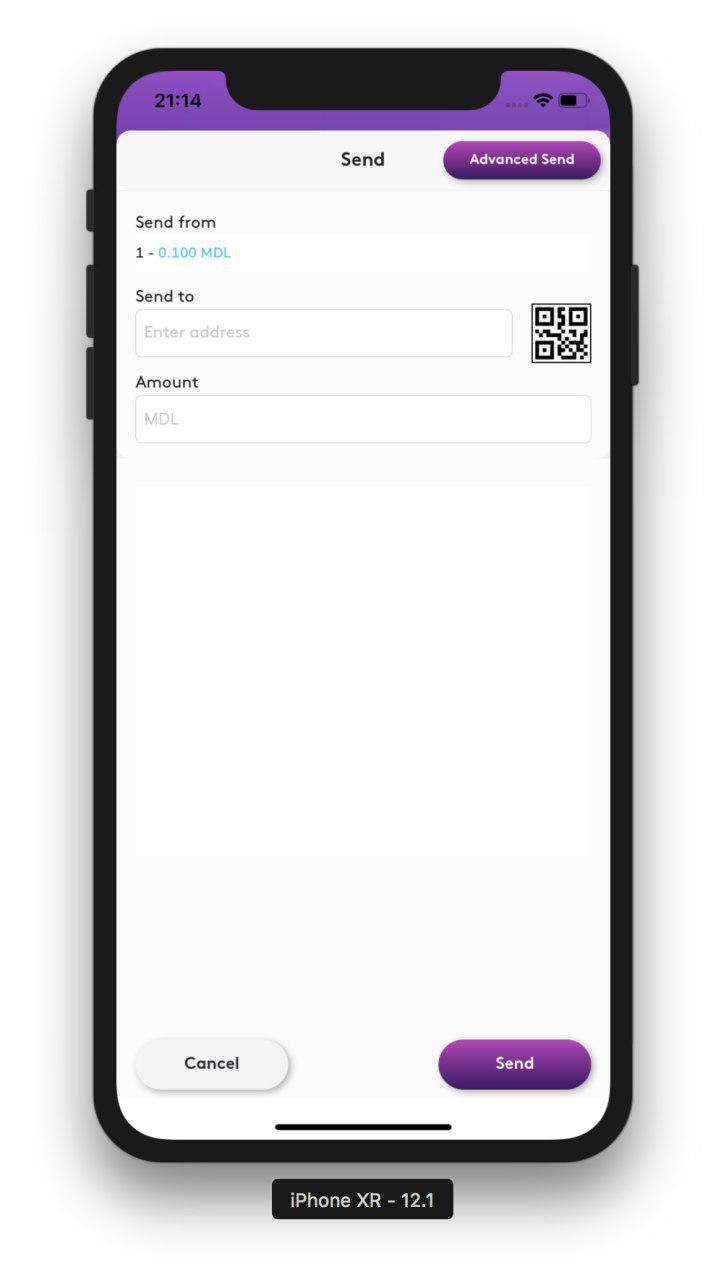 21:14
Send
Advanced Send
Send from
1 - 0.100 MDL
Send to
Enter address
Amount
MDL
Cancel
Send
iPhone XR - 12.1